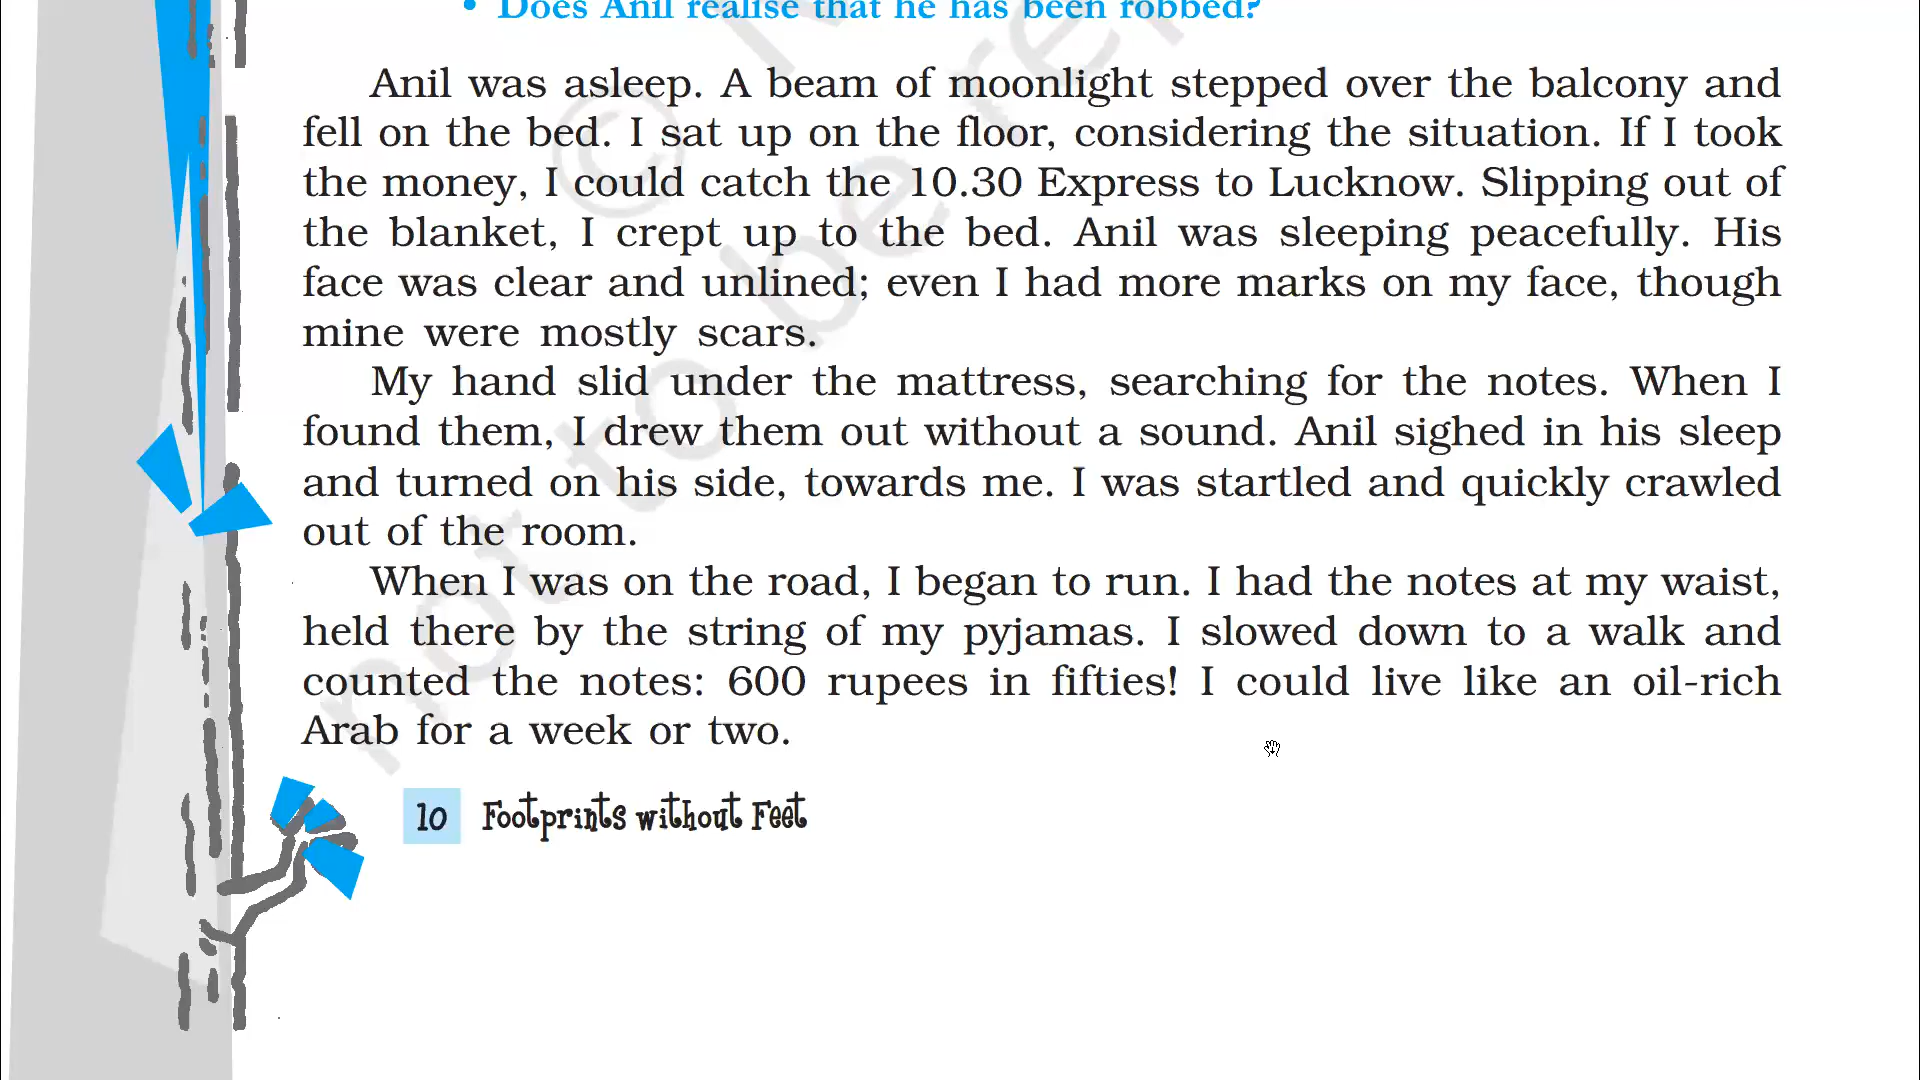 • Does Anil realise that he has been robbed?
Anil was asleep. A beam of moonlight stepped over the balcony and
fell on the bed. I sat up on the floor, considering the situation. If I took
the money, I could catch the 10.30 Express to Lucknow. Slipping out of
the blanket, I crept up to the bed. Anil was sleeping peacefully. His
face was clear and unlined; even I had more marks on my face, though
mine were mostly scars.
My hand slid under the mattress, searching for the notes. When I
found them, I drew them out without a sound. Anil sighed in his sleep
and turned on his side, towards me. I was startled and quickly crawled
out of the room.
When I was on the road, I began to run. I had the notes at my waist,
held there by the string of my pyjamas. I slowed down to a walk and
counted the notes: 600 rupees in fifties! I could live like an oil-rich
Arab for a week or two.
10 Footprints without Feet
©
not to be